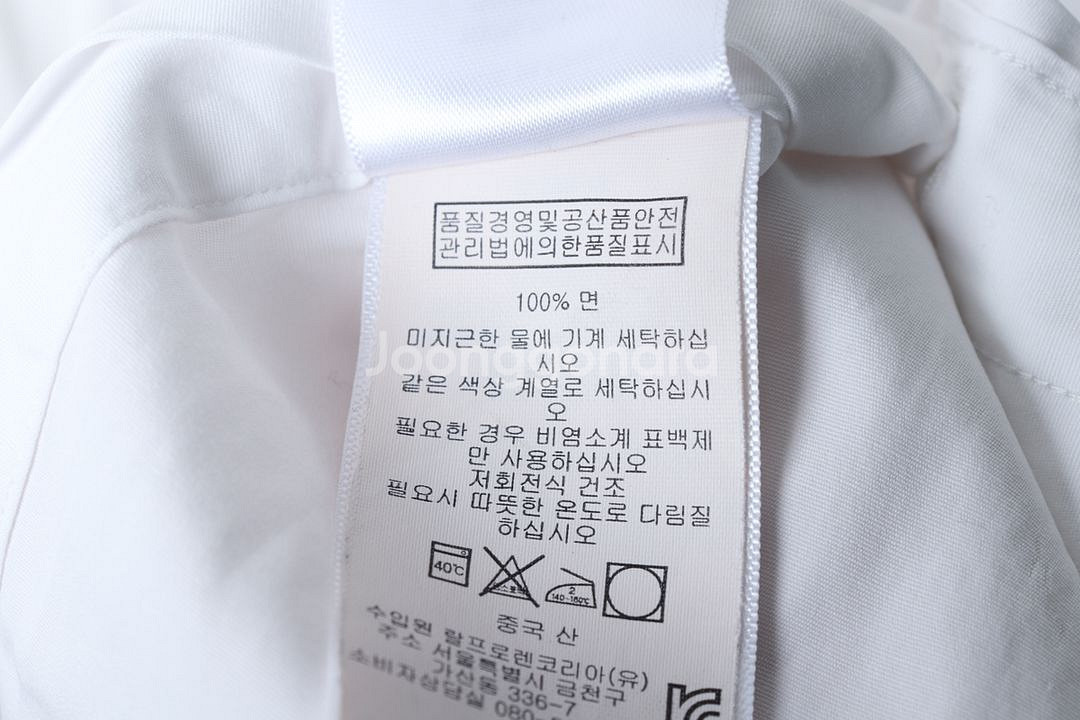 품질경영및공산품안전
관리법에의한품질표시
100% 면
미지근한 물에 기계 세탁하십
시오
같은 색상 계열로 세탁하십시
오
필요한 경우 비염소계 표백제
만 사용하십시오
저회전식 건조
필요시 따뜻한 온도로 다림질
하십시오
40℃
2
140-160℃
중국 산
수입원 랄프로렌코리아(유)
주소 서울특별시 금천구
가산동 336-7
소비자상담실 080-
Joonggonara